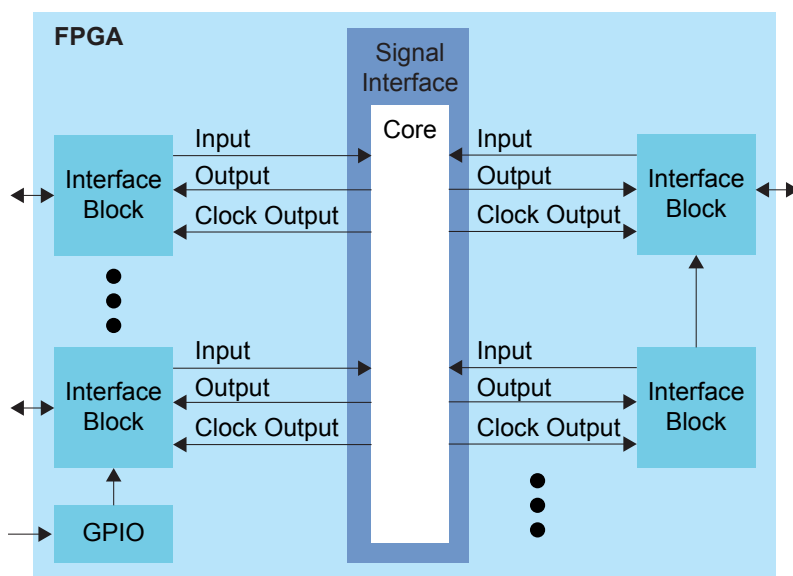 FPGA
Signal
Interface
Core
Input
Output
Clock Output
Interface
Block
Input
Output
Clock Output
Interface
Block
Input
Output
Clock Output
Interface
Block
Input
Output
Clock Output
Interface
Block
GPIO